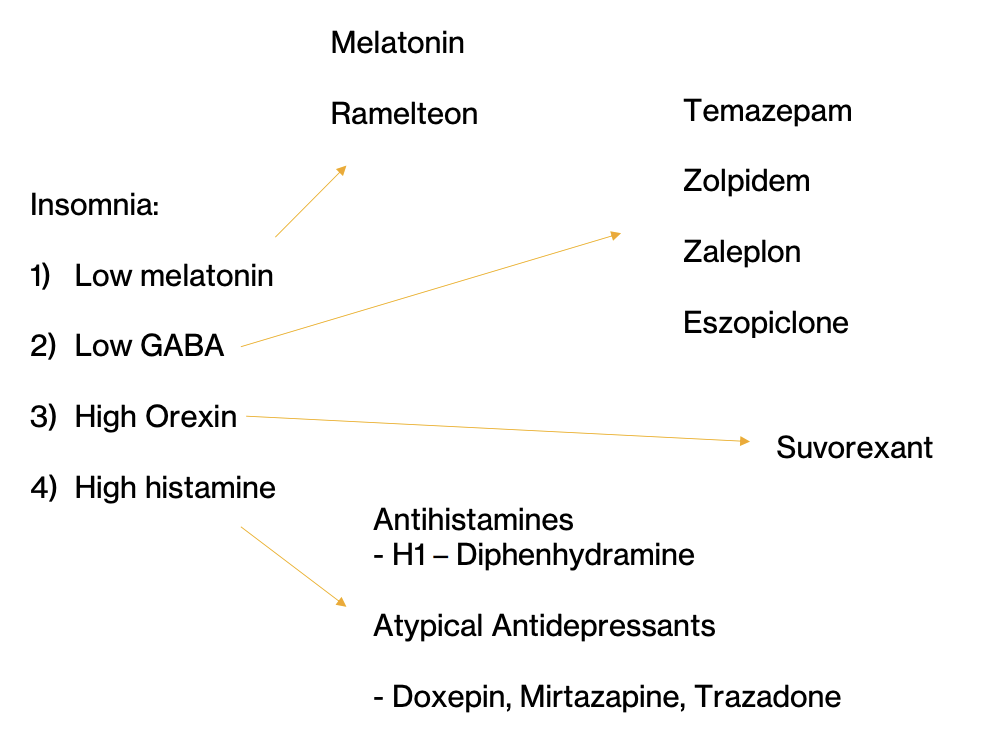 Melatonin
Ramelteon
Temazepam
Zolpidem
Zaleplon
Eszopiclone
Insomnia:
1) Low melatonin
2) Low GABA
3) High Orexin
4) High histamine
Suvorexant
Antihistamines
- H1 – Diphenhydramine
Atypical Antidepressants
- Doxepin, Mirtazapine, Trazadone